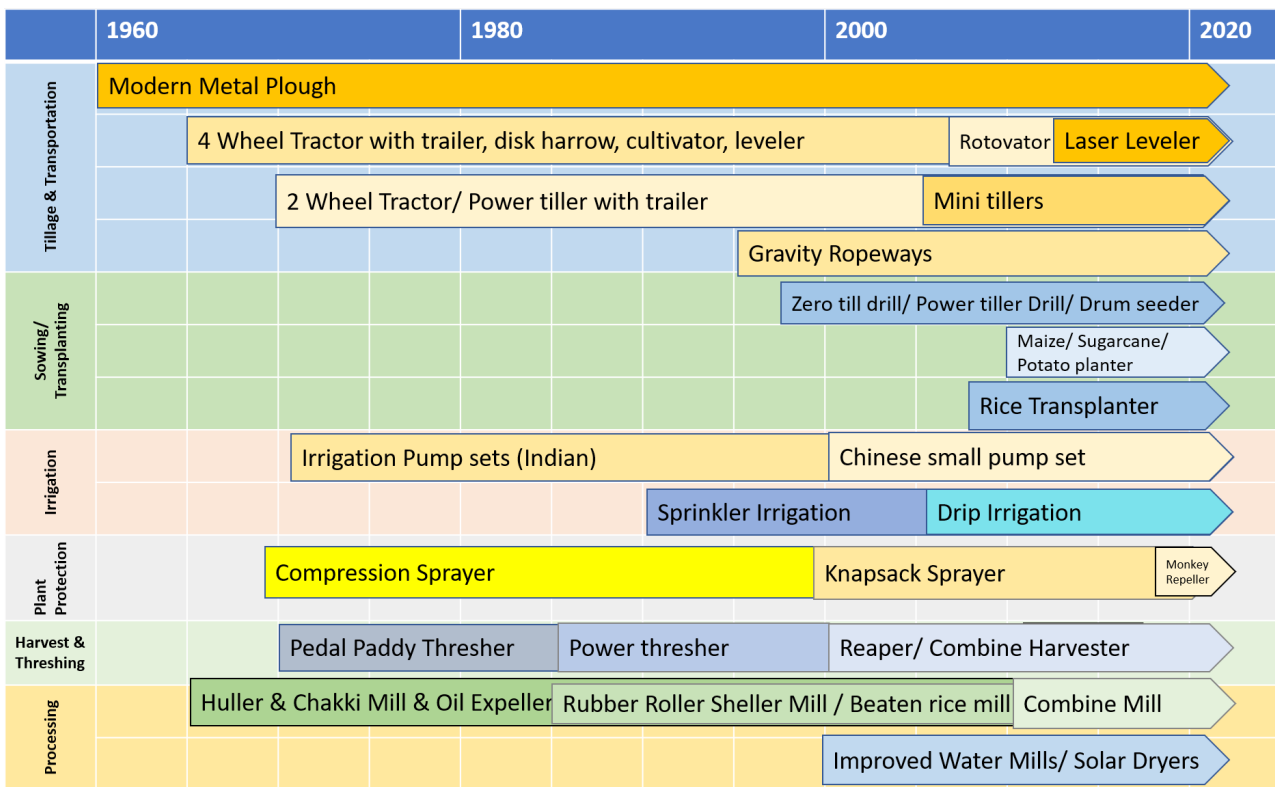 1960
1980
2000
2020
Tillage & Transportation
Modern Metal Plough
4 Wheel Tractor with trailer, disk harrow, cultivator, leveler
Rotovator
Laser Leveler
2 Wheel Tractor/ Power tiller with trailer
Mini tillers
Gravity Ropeways
Sowing/
Transplanting
Zero till drill/ Power tiller Drill/ Drum seeder
Maize/ Sugarcane/
Potato planter
Rice Transplanter
Irrigation
Irrigation Pump sets (Indian)
Chinese small pump set
Sprinkler Irrigation
Drip Irrigation
Plant
Protection
Compression Sprayer
Knapsack Sprayer
Monkey
Repeller
Harvest &
Threshing
Pedal Paddy Thresher
Power thresher
Reaper/ Combine Harvester
Processing
Huller & Chakki Mill & Oil Expeller
Rubber Roller Sheller Mill / Beaten rice mill
Combine Mill
Improved Water Mills/ Solar Dryers